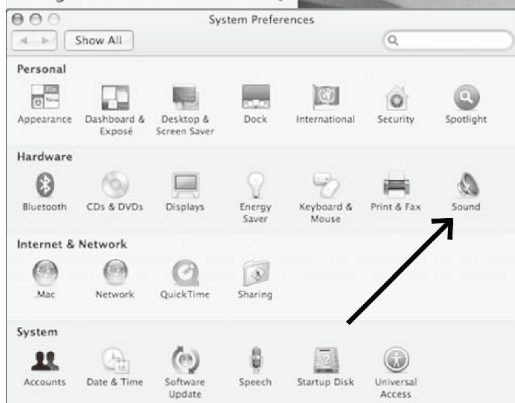 System Preferences
Show All
Personal
Appearance
Dashboard &
Exposé
Desktop &
Screen Saver
Dock
International
Security
Spotlight
Hardware
Bluetooth
CDs & DVDs
Displays
Energy
Saver
Keyboard &
Mouse
Print & Fax
Sound
Internet & Network
.Mac
Network
QuickTime
Sharing
System
Accounts
Date & Time
Software
Update
Speech
Startup Disk
Universal
Access